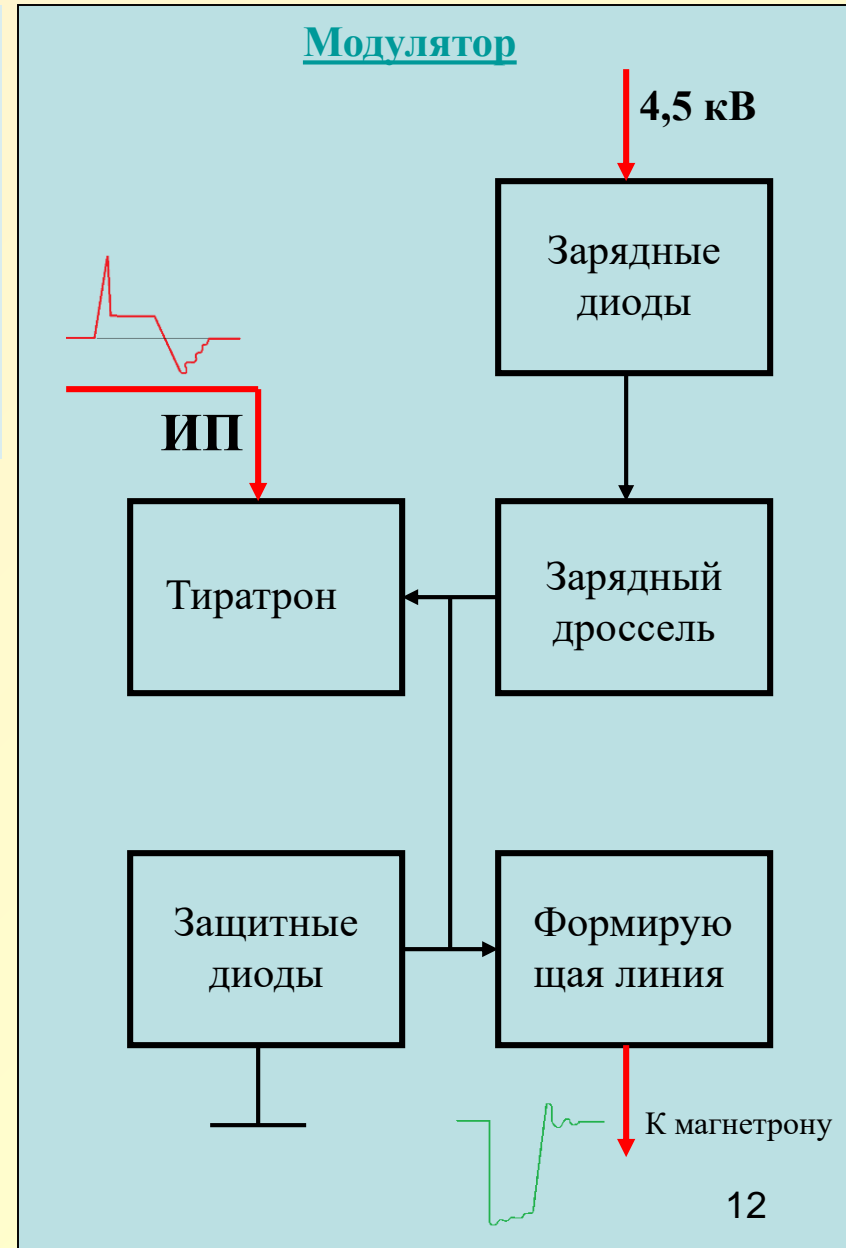 Модулятор
4,5 кВ
Зарядные
диоды
ИП
Тиратрон
Зарядный
дроссель
Защитные
диоды
Формирую
щая линия
К магнетрону
12